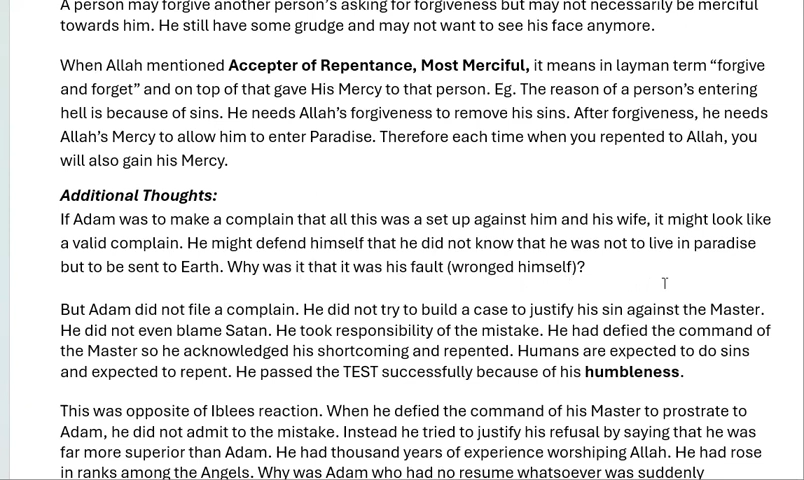 A person may forgive another person's asking for forgiveness but may not necessarily be merciful
towards him. He still have some grudge and may not want to see his face anymore.
When Allah mentioned Accepter of Repentance, Most Merciful, it means in layman term “forgive
and forget” and on top of that gave His Mercy to that person. Eg. The reason of a person's entering
hell is because of sins. He needs Allah's forgiveness to remove his sins. After forgiveness, he needs
Allah's Mercy to allow him to enter Paradise. Therefore each time when you repented to Allah, you
will also gain his Mercy.
Additional Thoughts:
If Adam was to make a complain that all this was a set up against him and his wife, it might look like
a valid complain. He might defend himself that he did not know that he was not to live in paradise
but to be sent to Earth. Why was it that it was his fault (wronged himself)?
But Adam did not file a complain. He did not try to build a case to justify his sin against the Master.
He did not even blame Satan. He took responsibility of the mistake. He had defied the command of
the Master so he acknowledged his shortcoming and repented. Humans are expected to do sins
and expected to repent. He passed the TEST successfully because of his humbleness.
This was opposite of Iblees reaction. When he defied the command of his Master to prostrate to
Adam, he did not admit to the mistake. Instead he tried to justify his refusal by saying that he was
far more superior than Adam. He had thousand years of experience worshiping Allah. He had rose
in ranks among the Angels. Why was Adam who had no resume whatsoever was suddenly